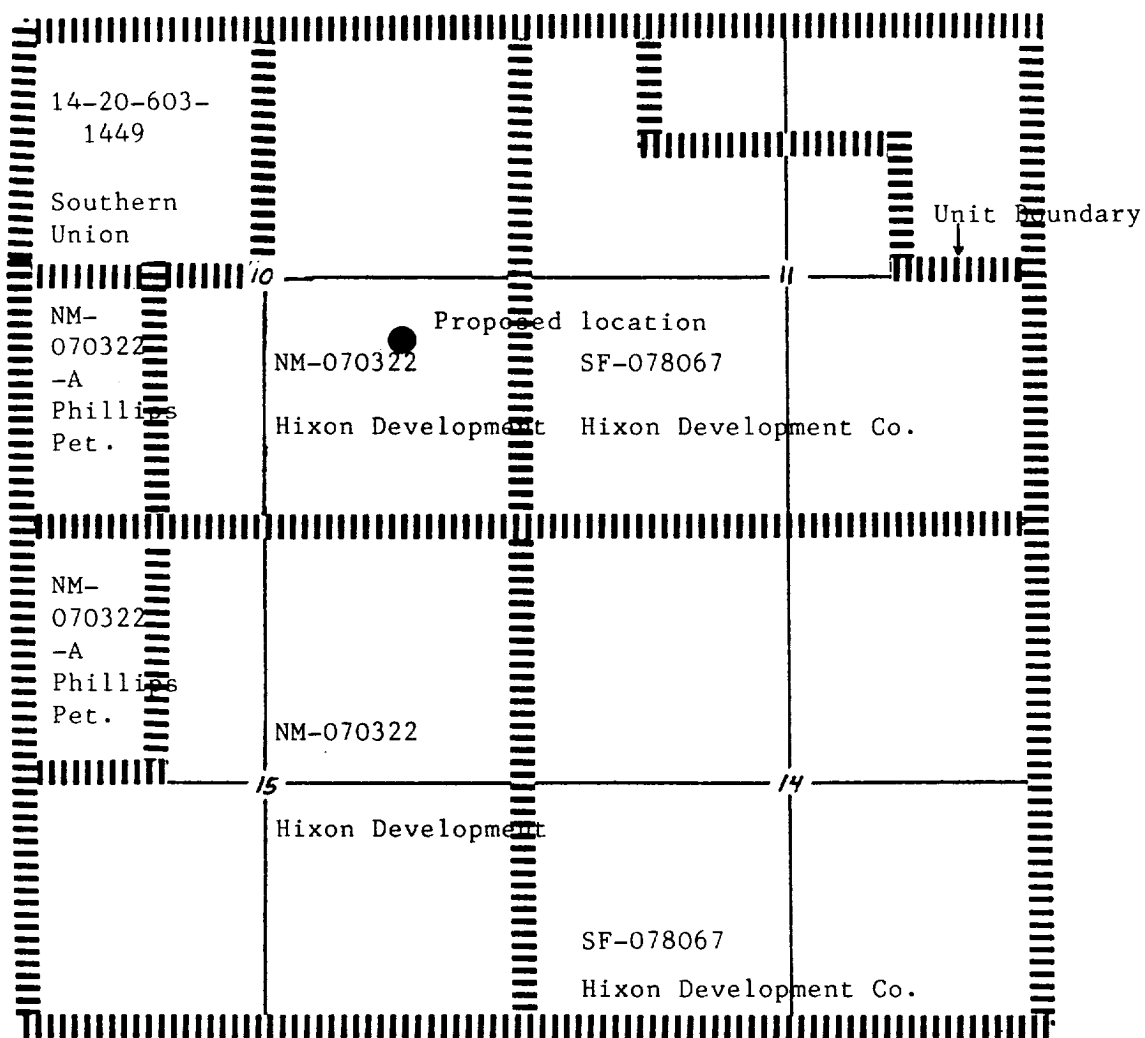 14-20-603-
1449
Southern
Union
Unit Boundary
10
11
NM-
070322
-A
Phillips
Pet.
Proposed location
NM-070322
Hixon Development
SF-078067
Hixon Development Co.
NM-
070322
-A
Phillips
Pet.
NM-070322
15
14
Hixon Development
SF-078067
Hixon Development Co.